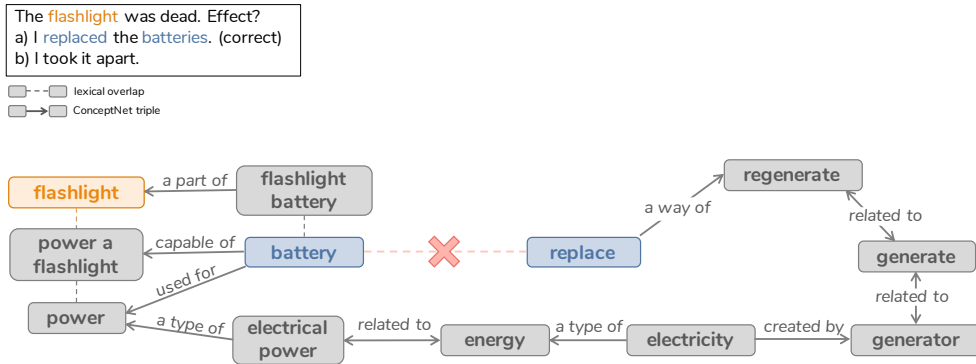 The flashlight was dead. Effect?
a) I replaced the batteries. (correct)
b) I took it apart.
lexical overlap
ConceptNet triple
flashlight
a part of
flashlight
battery
regenerate
a way of
related to
power a
flashlight
capable of
battery
replace
generate
used for
related to
power
a type of
electrical
power
related to
energy
a type of
electricity
created by
generator